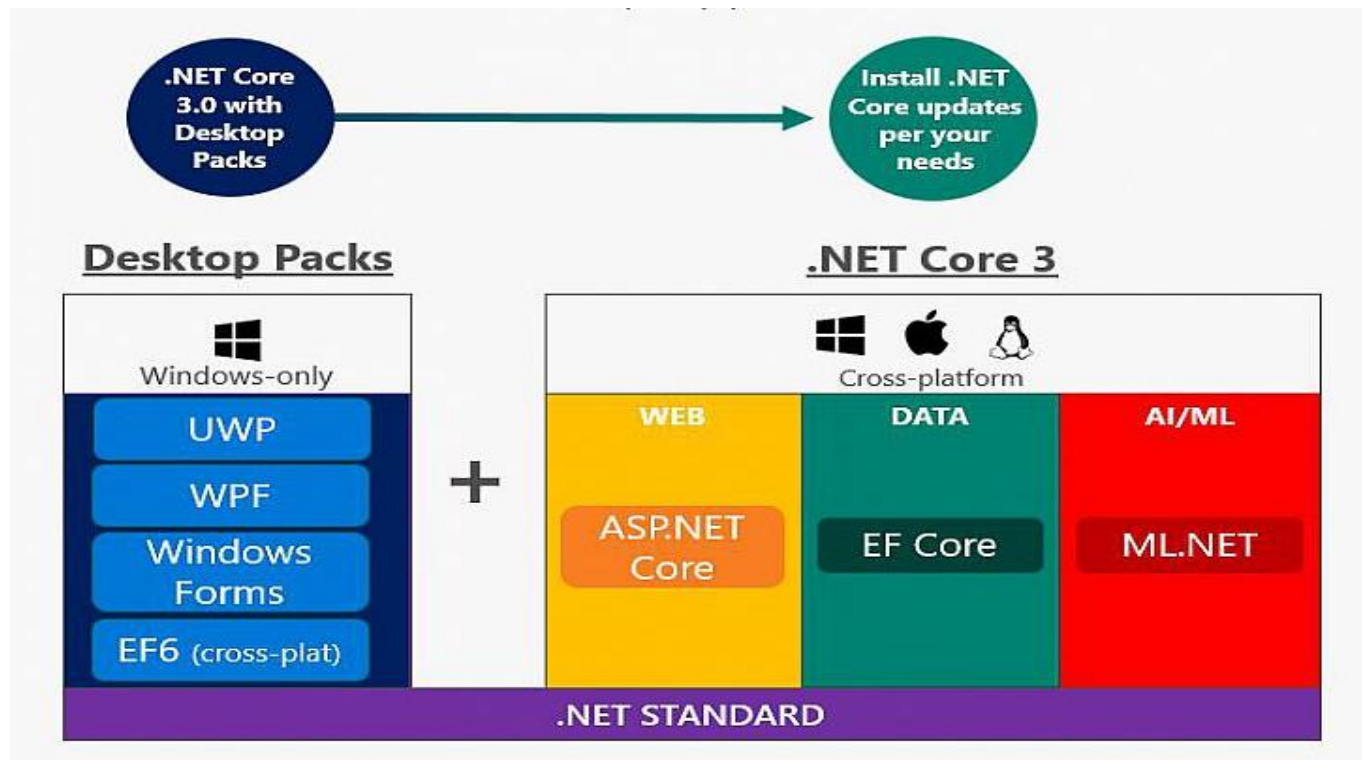 .NET Core
3.0 with
Desktop
Packs
Install .NET
Core updates
per your
needs
Desktop Packs
Windows-only
UWP
WPF
Windows
Forms
EF6 (cross-plat)
+
.NET Core 3
Cross-platform
WEB
ASP.NET
Core
DATA
EF Core
AI/ML
ML.NET
.NET STANDARD